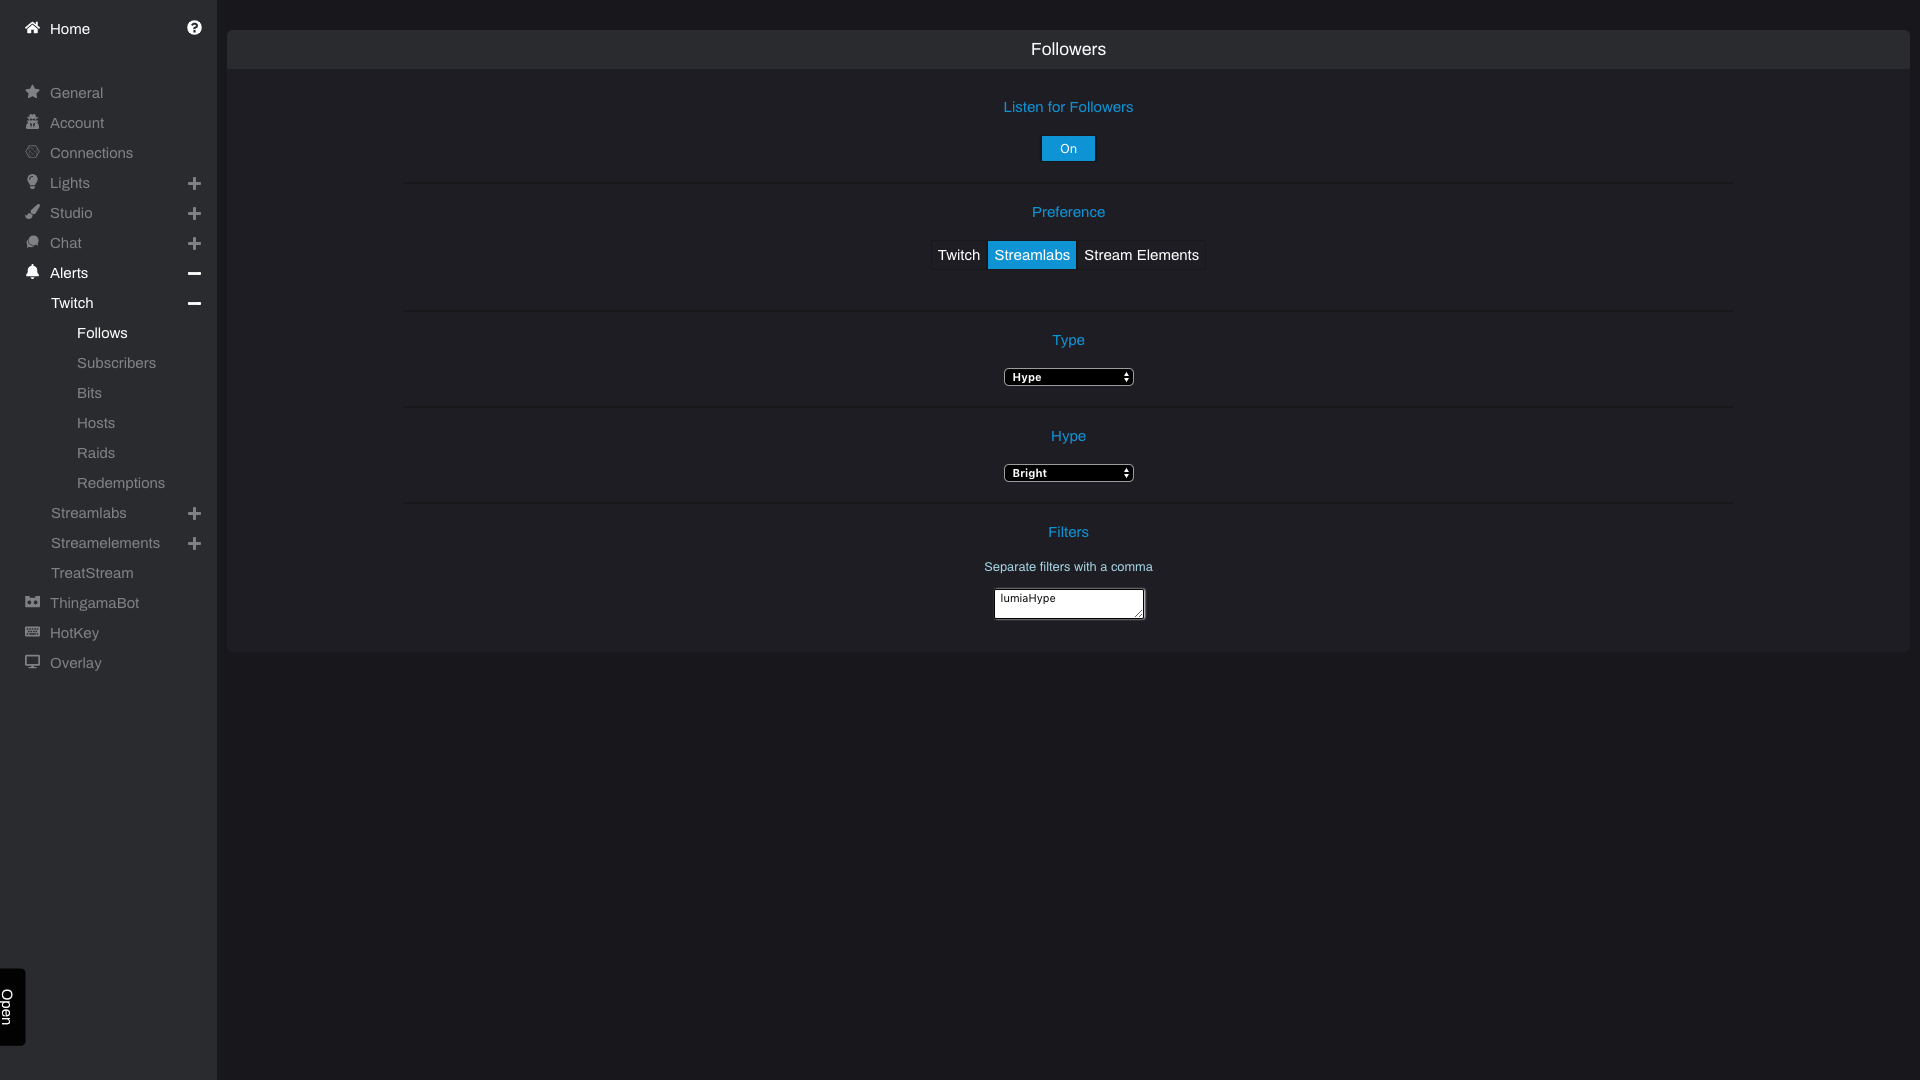 Home
General
Account
Connections
Lights
Studio
Chat
Alerts
Twitch
Follows
Subscribers
Bits
Hosts
Raids
Redemptions
Streamlabs
Streamelements
TreatStream
ThingamaBot
HotKey
Overlay
Open
Followers
Listen for Followers
On
Preference
Twitch Streamlabs Stream Elements
Type
Hype
Hype
Bright
Filters
Separate filters with a comma
lumiaHype